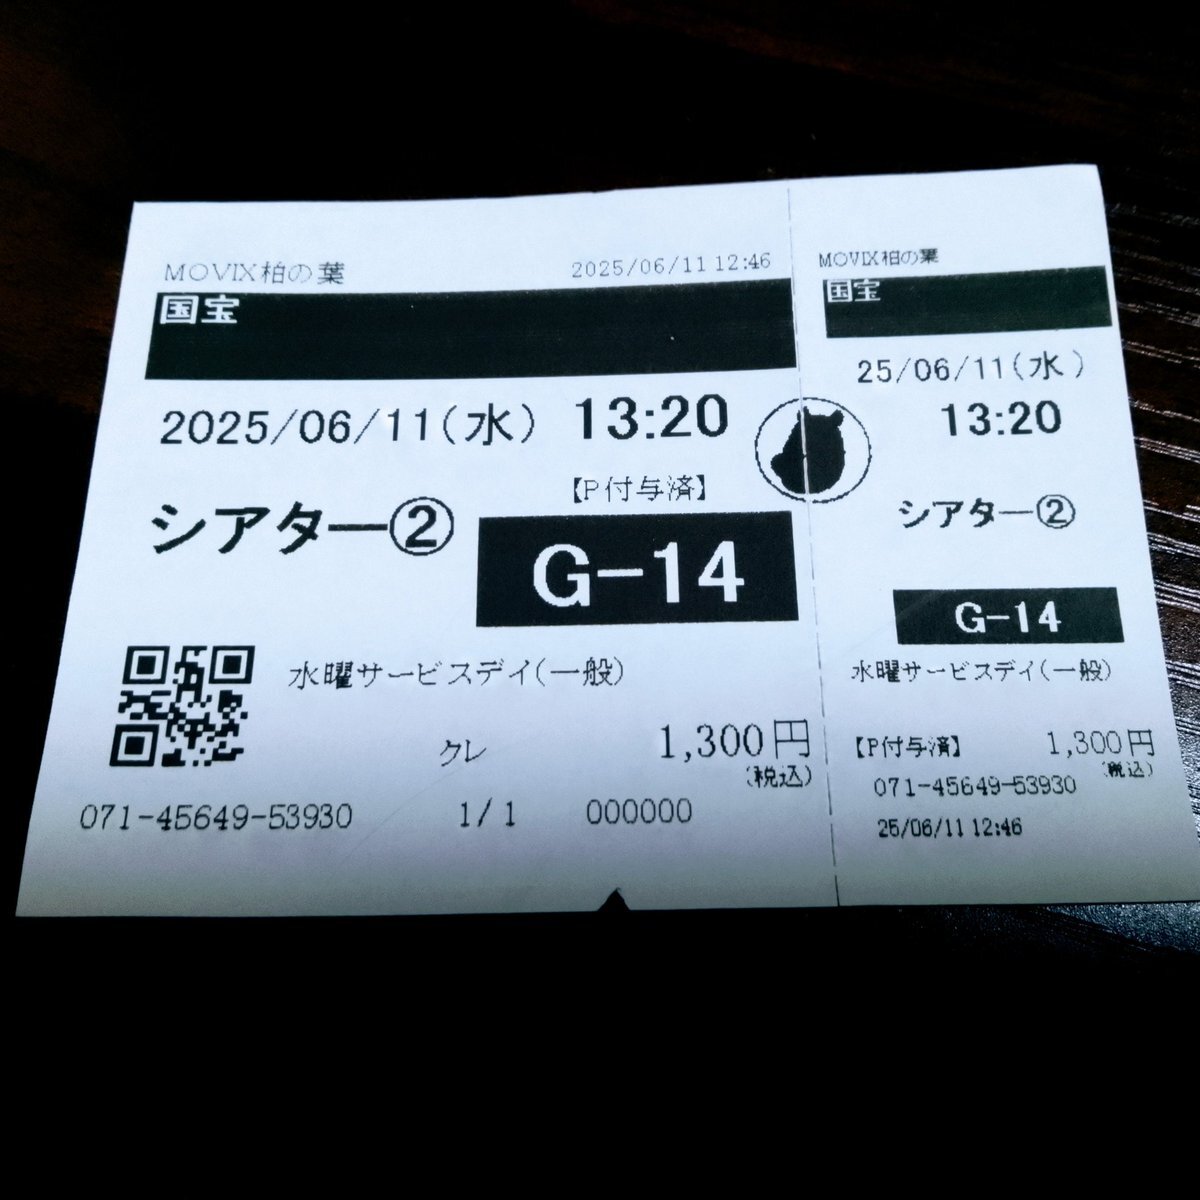 MOVIX柏の葉 2025/06/11 12:46
国宝
2025/06/11(水) 13:20
【P付与済】
シアター②
G-14
水曜サービスデイ(一般)
クレ 1,300円
(税込)
071-45649-53930 1/1 000000
MOVIX柏の葉
国宝
25/06/11(水)
13:20
シアター②
G-14
水曜サービスデイ(一般)
【P付与済】 1,300円
(税込)
071-45649-53930
25/06/11 12:46